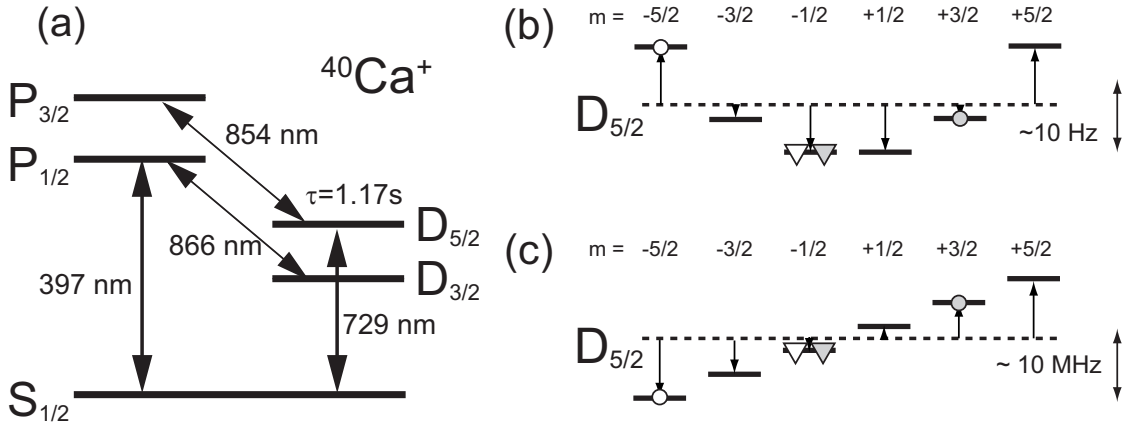 (a)
⁴⁰Ca⁺
P₃/₂
P₁/₂
854 nm
τ=1.17s
D₅/₂
866 nm
D₃/₂
397 nm
729 nm
S₁/₂
(b)
m = -5/2 -3/2 -1/2 +1/2 +3/2 +5/2
D₅/₂
~10 Hz
(c)
m = -5/2 -3/2 -1/2 +1/2 +3/2 +5/2
D₅/₂
~ 10 MHz